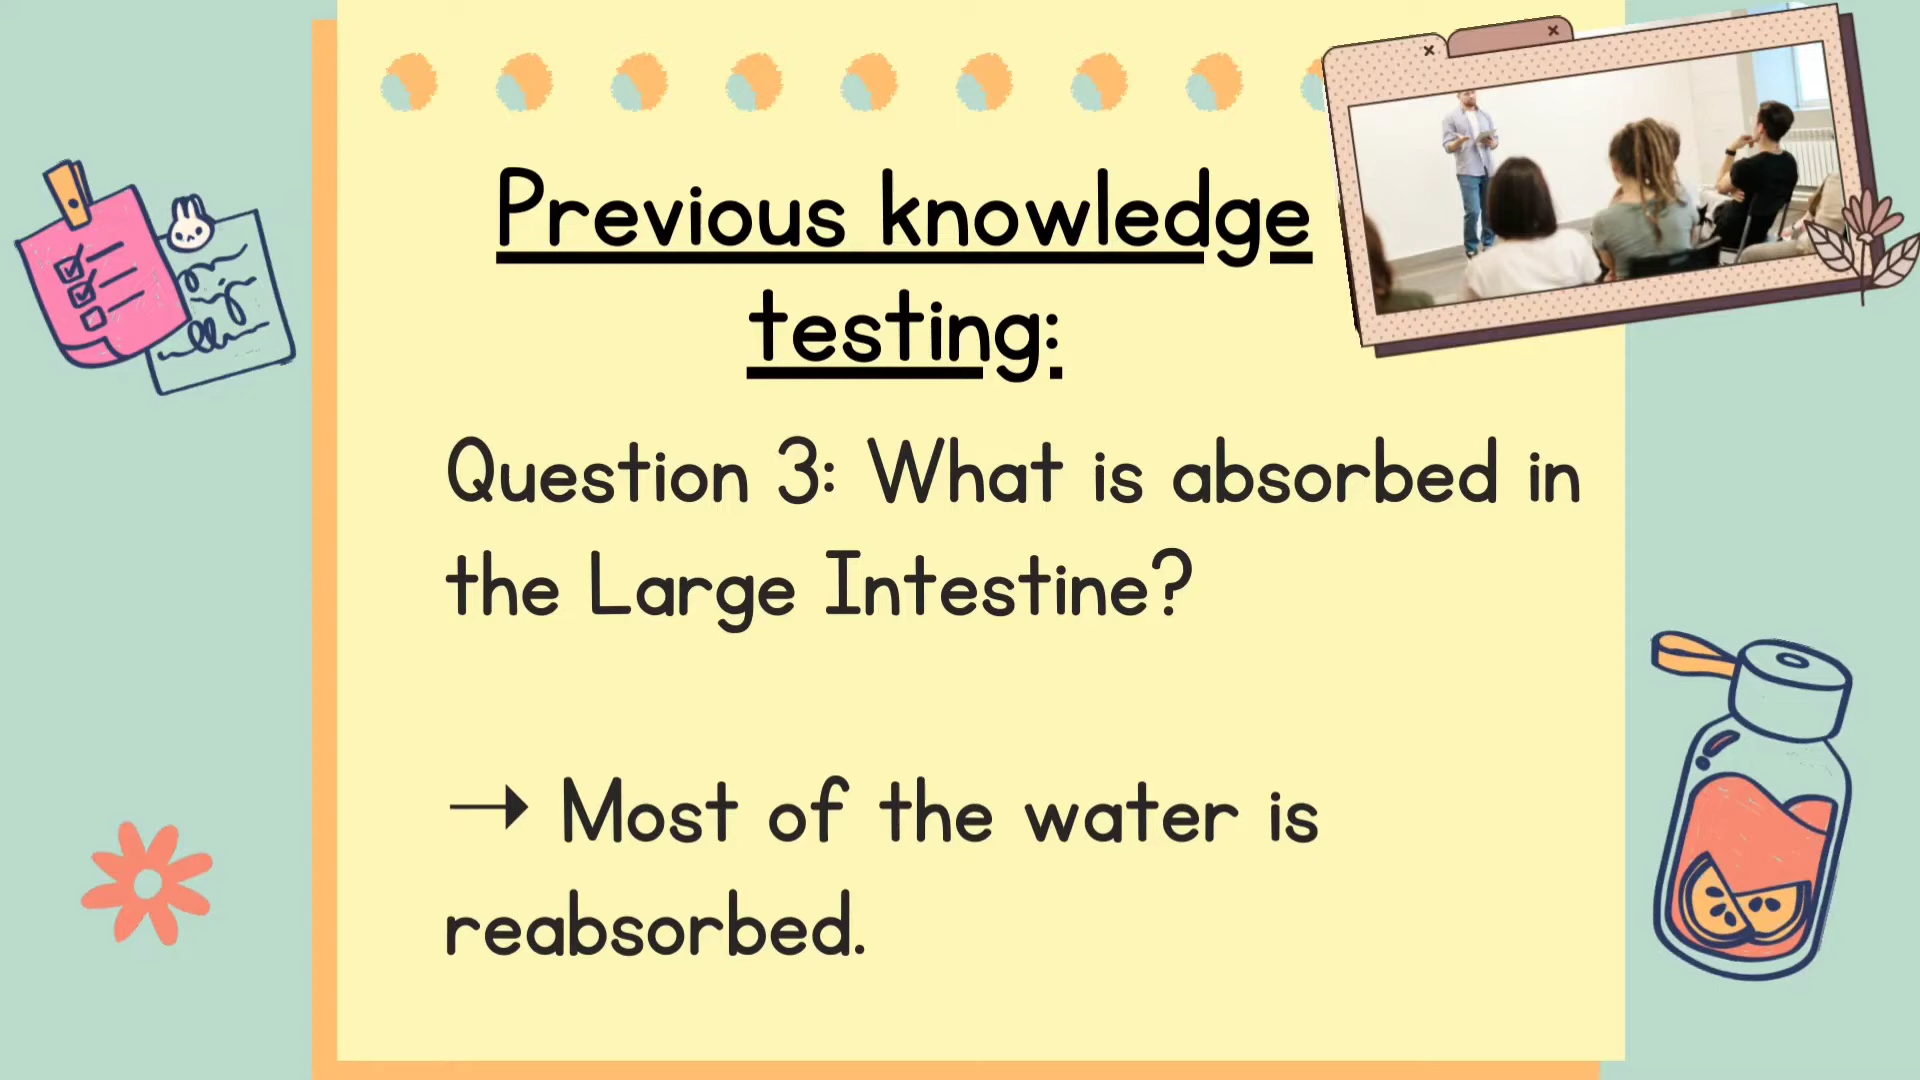 Previous knowledge
testing:
Question 3: What is absorbed in
the Large Intestine?
→ Most of the water is
reabsorbed.